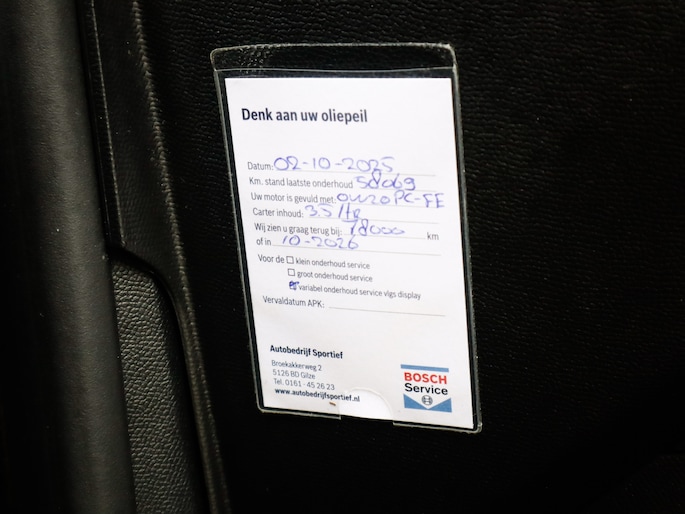 Denk aan uw oliepeil
Datum: 02-10-2025
Km. stand laatste onderhoud 58069
Uw motor is gevuld met: 0W20 PC-FE
Carter inhoud: 3.5 ltr
Wij zien u graag terug bij: 78000 km
of in 10-2026
Voor de klein onderhoud service
groot onderhoud service
variabel onderhoud service vlgs display
Vervaldatum APK:
Autobedrijf Sportief
Broekakkerweg 2
5126 BD Gilze
Tel. 0161 - 45 26 23
www.autobedrijfsportief.nl
BOSCH
Service